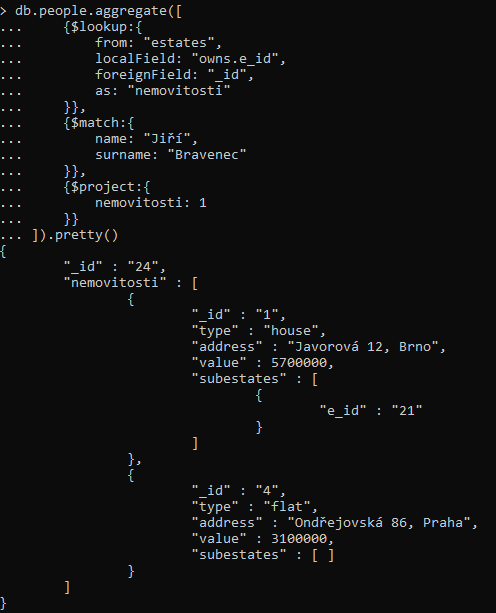 > db.people.aggregate([
...     {$lookup:{
...         from: "estates",
...         localField: "owns.e_id",
...         foreignField: "_id",
...         as: "nemovitosti"
...     }},
...     {$match:{
...         name: "Jiří",
...         surname: "Bravenec"
...     }},
...     {$project:{
...         nemovitosti: 1
...     }}
... ]).pretty()
{
        "_id" : "24",
        "nemovitosti" : [
                {
                        "_id" : "1",
                        "type" : "house",
                        "address" : "Javorová 12, Brno",
                        "value" : 5700000,
                        "subestates" : [
                                {
                                        "e_id" : "21"
                                }
                        ]
                },
                {
                        "_id" : "4",
                        "type" : "flat",
                        "address" : "Ondřejovská 86, Praha",
                        "value" : 3100000,
                        "subestates" : [ ]
                }
        ]
}